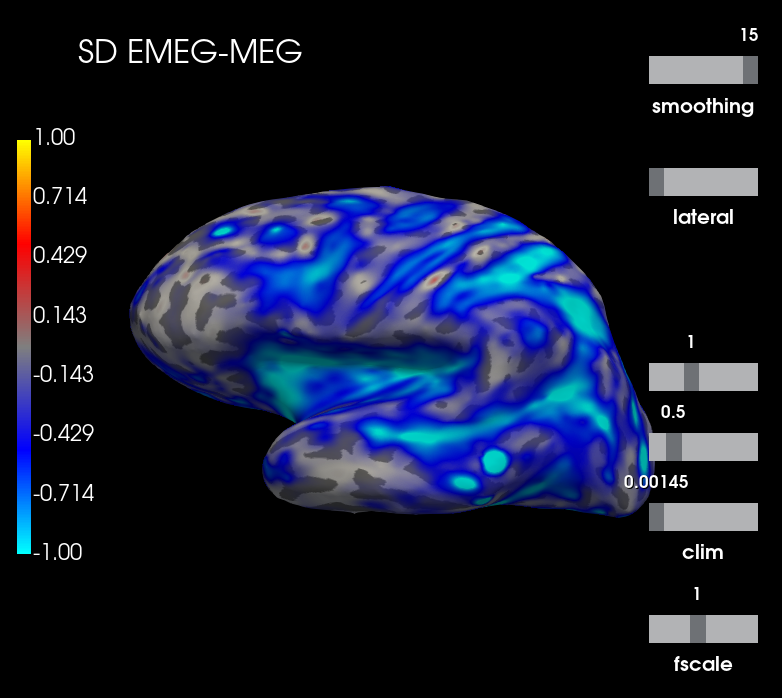 SD EMEG-MEG
15
smoothing
1.00
0.714
0.429
0.143
-0.143
-0.429
-0.714
-1.00
lateral
1
0.5
0.00145
clim
1
fscale